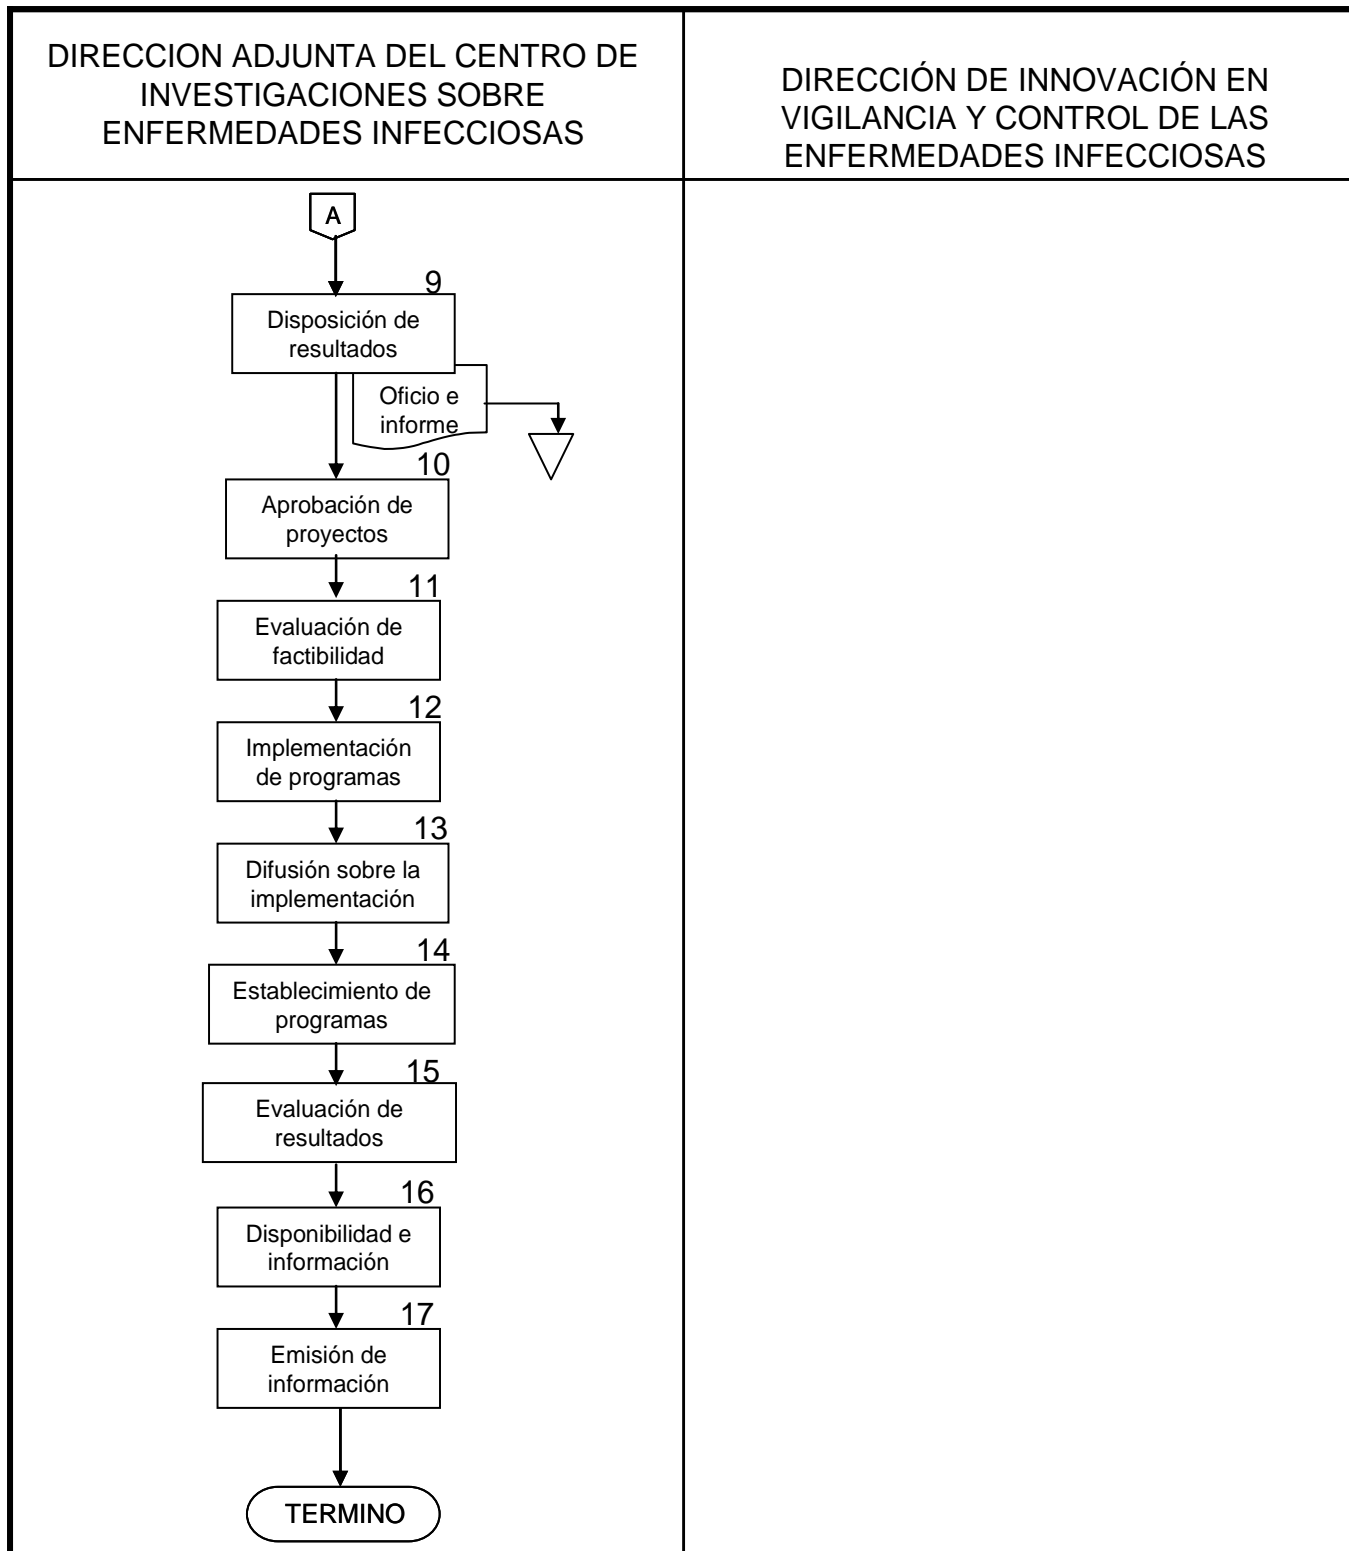 DIRECCION ADJUNTA DEL CENTRO DE
INVESTIGACIONES SOBRE
ENFERMEDADES INFECCIOSAS
DIRECCIÓN DE INNOVACIÓN EN
VIGILANCIA Y CONTROL DE LAS
ENFERMEDADES INFECCIOSAS
A
9
Disposición de
resultados
Oficio e
informe
10
Aprobación de
proyectos
11
Evaluación de
factibilidad
12
Implementación
de programas
13
Difusión sobre la
implementación
14
Establecimiento de
programas
15
Evaluación de
resultados
16
Disponibilidad e
información
17
Emisión de
información
TERMINO